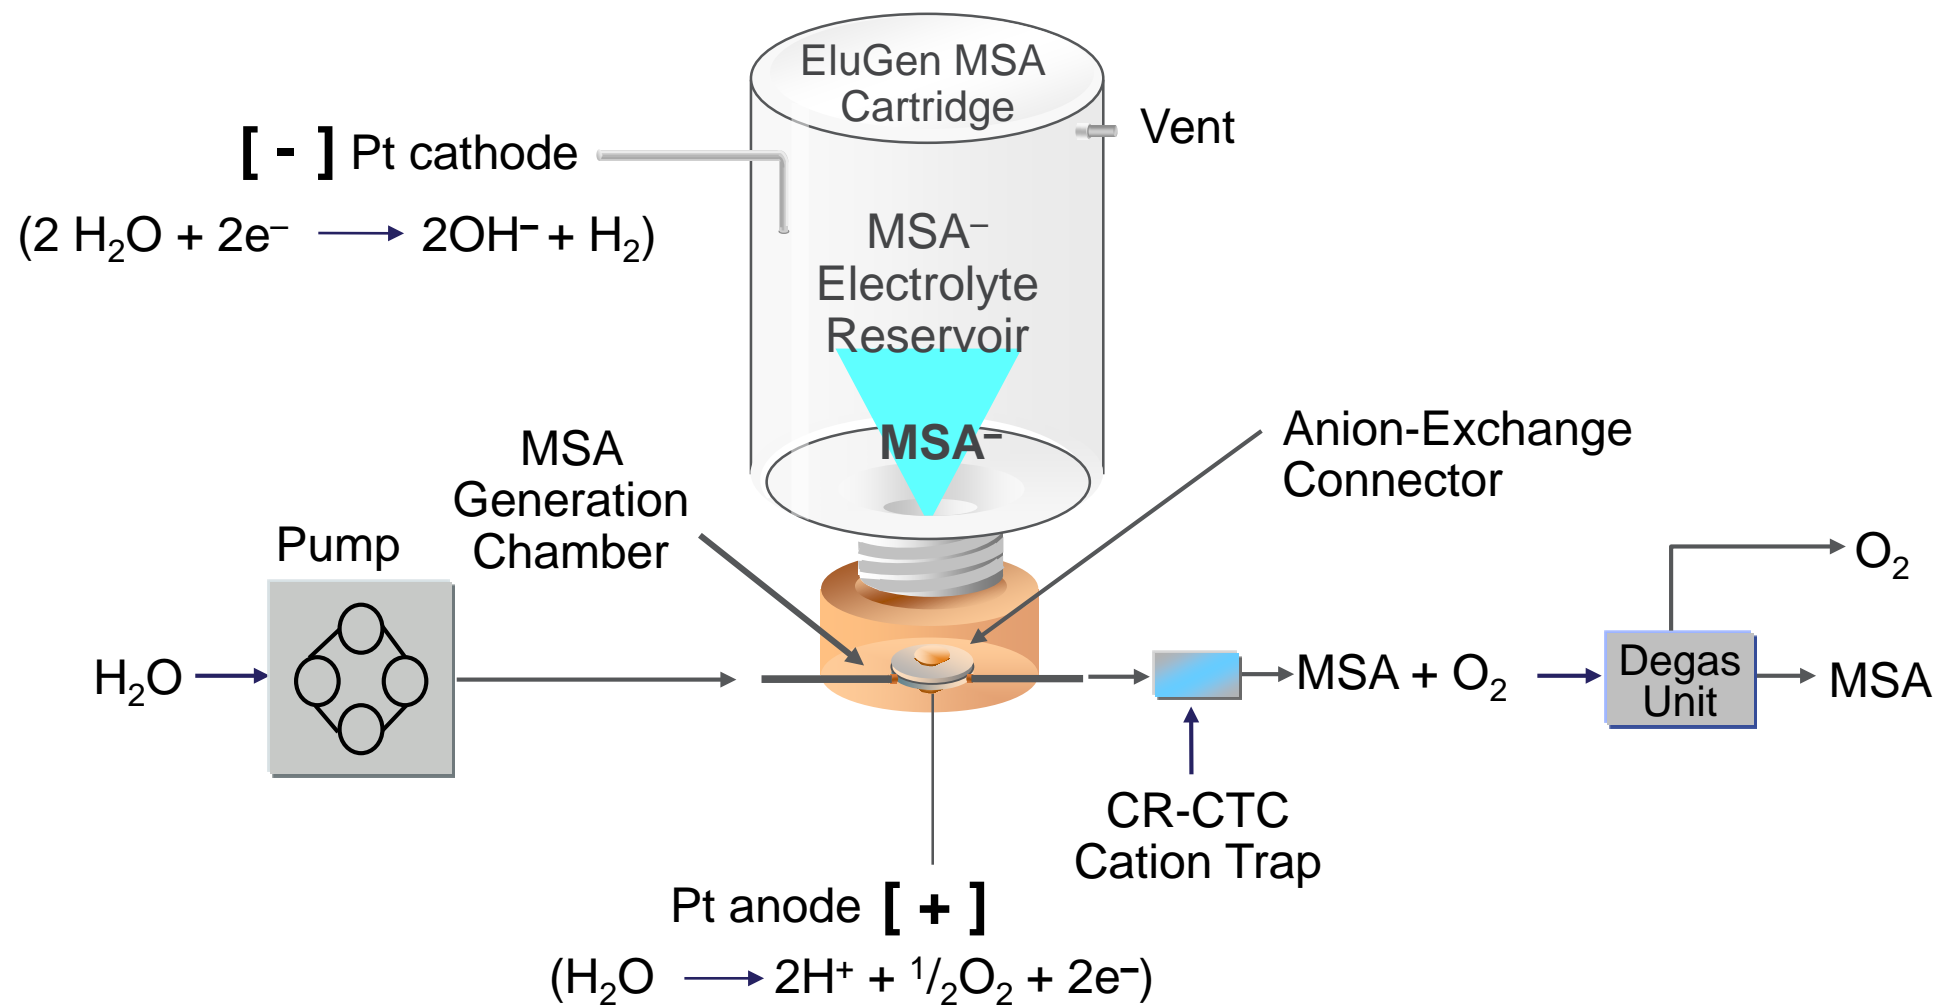 EluGen MSA
Cartridge
Vent
[ - ] Pt cathode
(2 H₂O + 2e⁻ ⟶ 2OH⁻ + H₂)
MSA⁻
Electrolyte
Reservoir
MSA⁻
Anion-Exchange
Connector
MSA
Generation
Chamber
Pump
H₂O
O₂
MSA + O₂
Degas
Unit
MSA
CR-CTC
Cation Trap
Pt anode [ + ]
(H₂O ⟶ 2H⁺ + ¹/₂O₂ + 2e⁻)